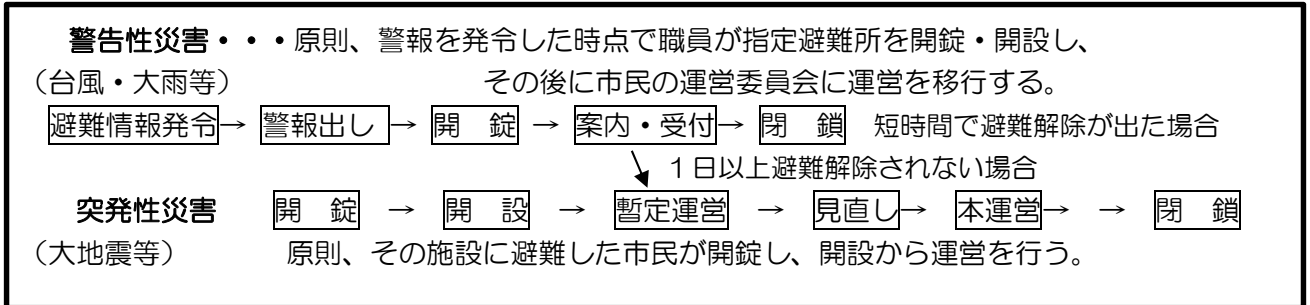 警告性災害・・・原則、警報を発令した時点で職員が指定避難所を開錠・開設し、
（台風・大雨等） その後に市民の運営委員会に運営を移行する。
避難情報発令→ 警報出し → 開　錠 → 案内・受付→ 閉　鎖 短時間で避難解除が出た場合
１日以上避難解除されない場合
突発性災害 開　錠 → 開　設 → 暫定運営 → 見直し→ 本運営→ → 閉　鎖
（大地震等） 原則、その施設に避難した市民が開錠し、開設から運営を行う。